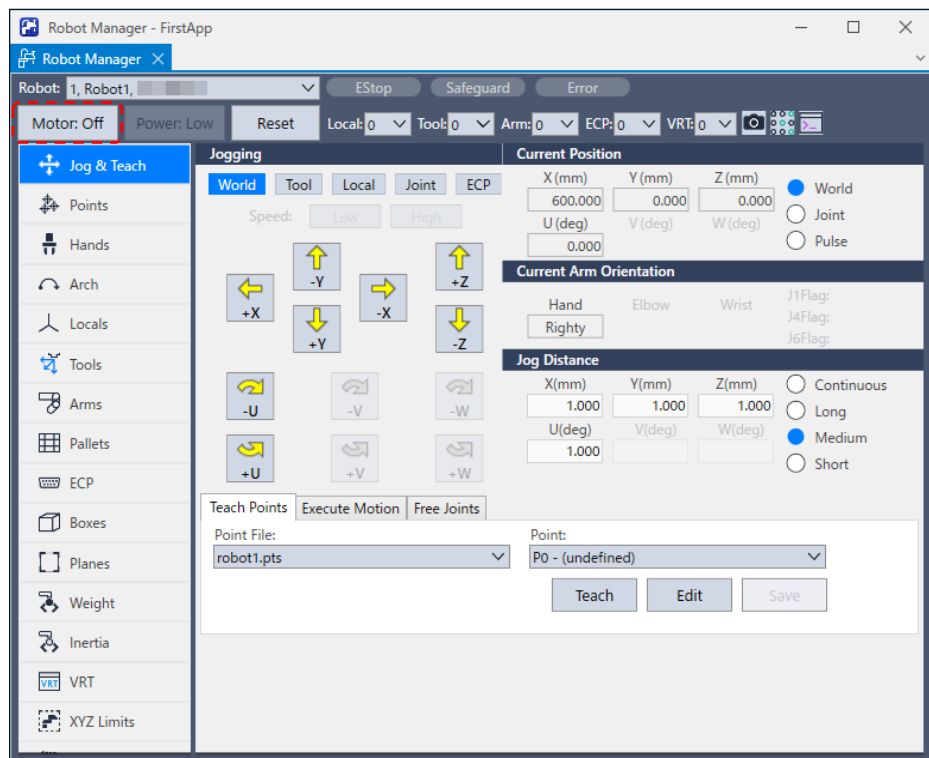 Robot Manager - FirstApp
Robot Manager
Robot: 1, Robot1, EStop Safeguard Error
Motor: Off Power: Low Reset Local: 0 Tool: 0 Arm: 0 ECP: 0 VRT: 0
Jog & Teach
Points
Hands
Arch
Locals
Tools
Arms
Pallets
ECP
Boxes
Planes
Weight
Inertia
VRT VRT
XYZ Limits
Jogging
World Tool Local Joint ECP
Speed: Low High
-Y +Z
+X -X
+Y -Z
-U -V -W
+U +V +W
Current Position
X (mm) Y (mm) Z (mm)
600.000 0.000 0.000
U (deg) V (deg) W (deg)
0.000
World
Joint
Pulse
Current Arm Orientation
Hand Elbow Wrist
Righty
J1Flag:
J4Flag:
J6Flag:
Jog Distance
X(mm) Y(mm) Z(mm)
1.000 1.000 1.000
U(deg) V(deg) W(deg)
1.000
Continuous
Long
Medium
Short
Teach Points Execute Motion Free Joints
Point File: Point:
robot1.pts P0 - (undefined)
Teach Edit Save